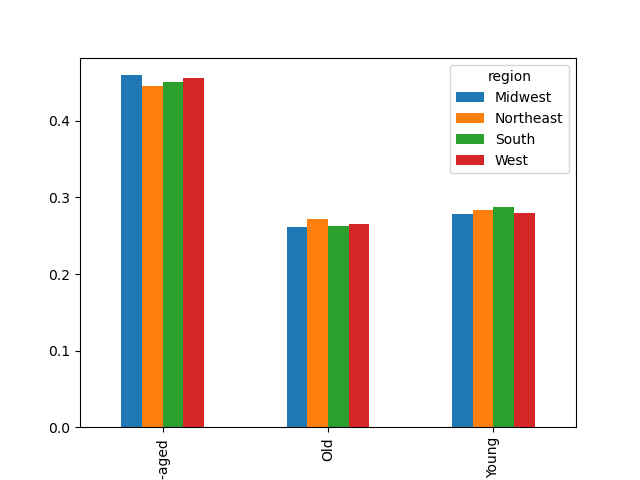 region
Midwest
Northeast
South
West
0.4
0.3
0.2
0.1
0.0
-aged
Old
Young